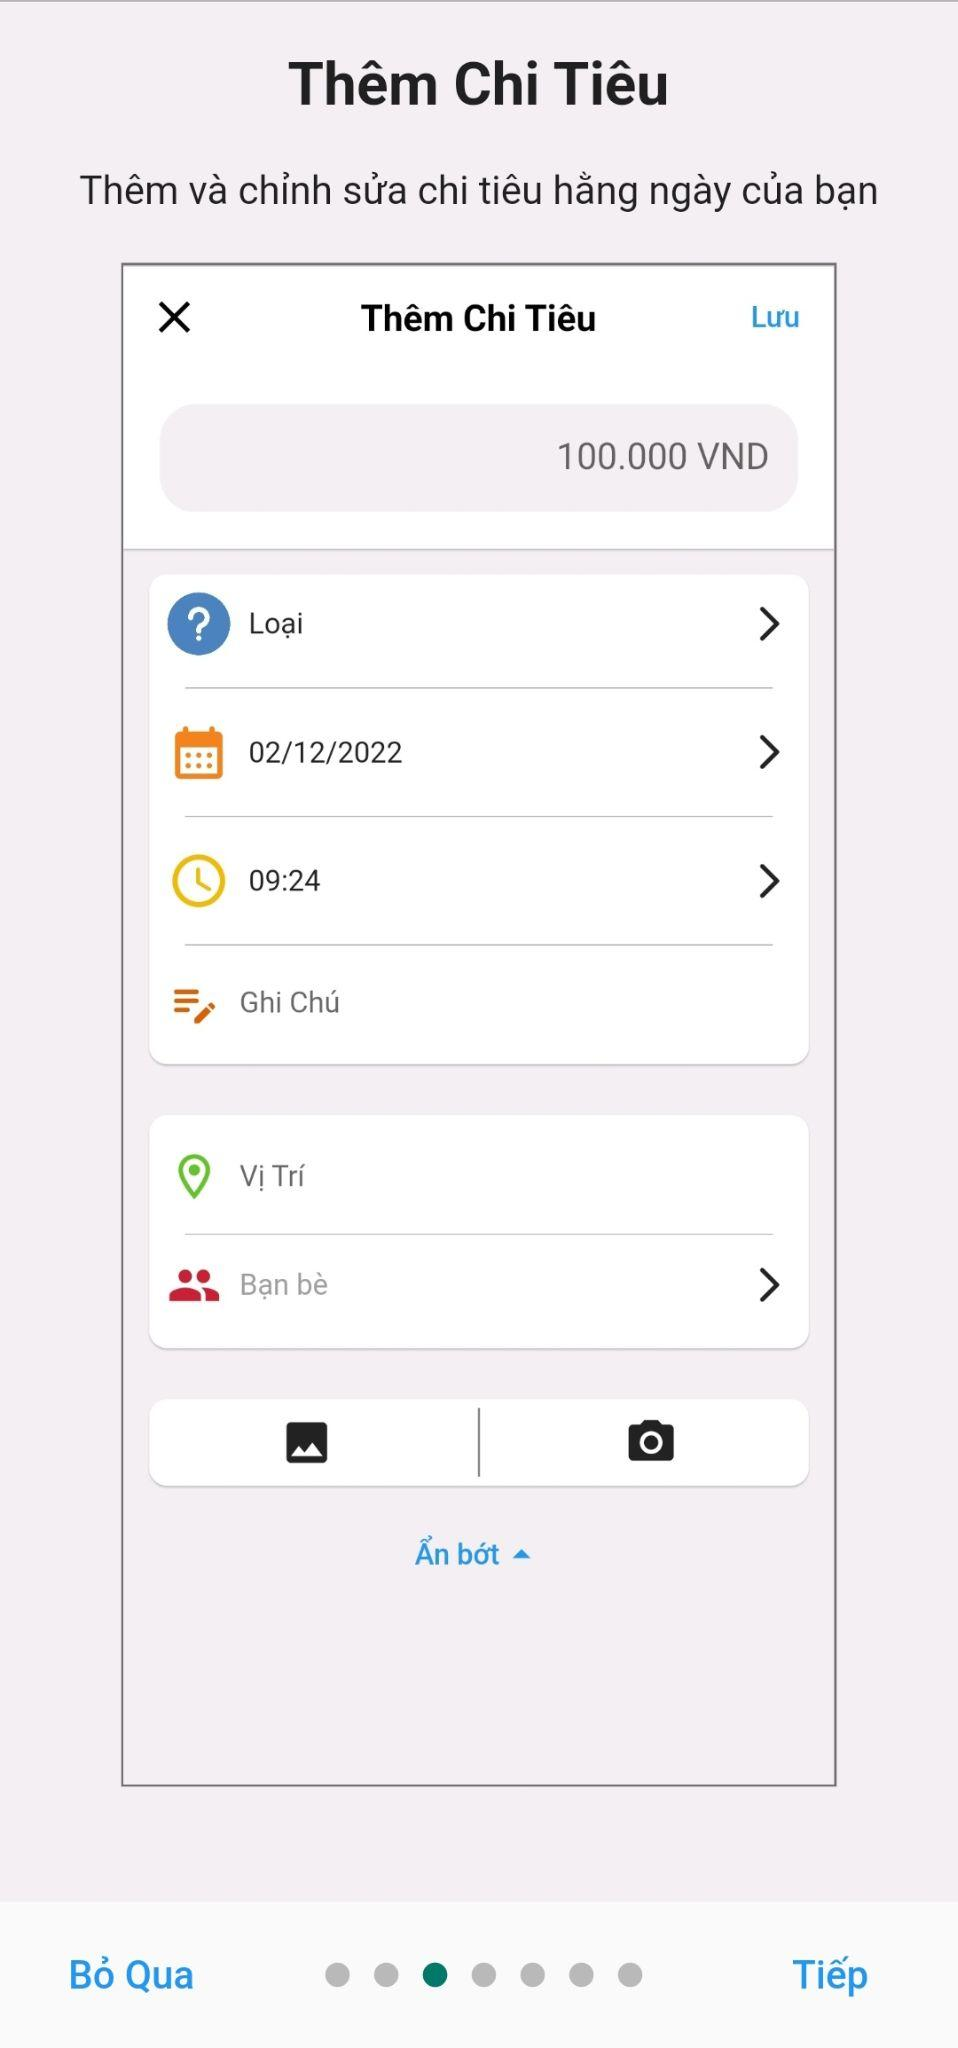 Thêm Chi Tiêu
Thêm và chỉnh sửa chi tiêu hằng ngày của bạn
Thêm Chi Tiêu
Lưu
100.000 VND
Loại
02/12/2022
09:24
Ghi Chú
Vị Trí
Bạn bè
Ẩn bớt
Bỏ Qua
Tiếp